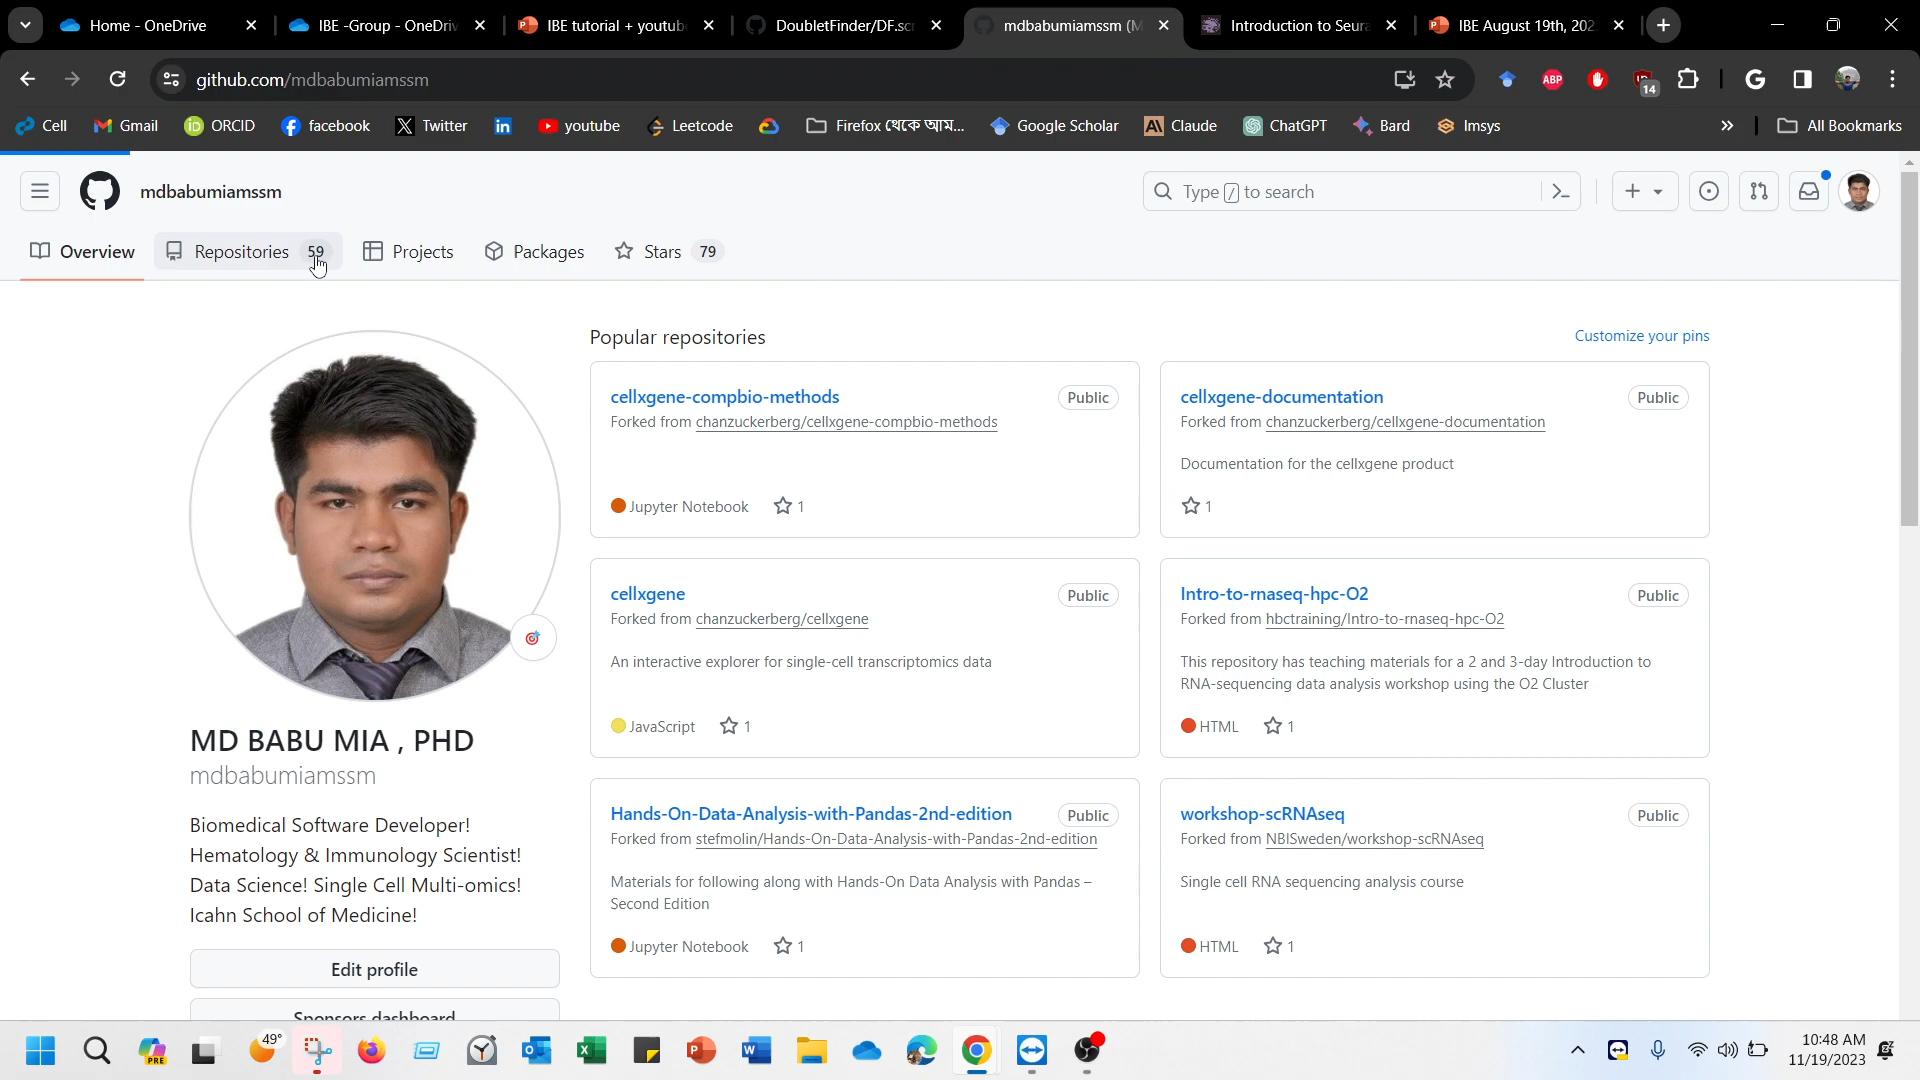 Home - OneDrive
IBE -Group - OneDriv
IBE tutorial + youtub
DoubletFinder/DF.scr
mdbabumiamssm (M
Introduction to Seura
IBE August 19th, 202
github.com/mdbabumiamssm
ABP
14
Cell
Gmail
ORCID
facebook
Twitter
youtube
Leetcode
Firefox থেকে আম...
Google Scholar
Claude
ChatGPT
Bard
lmsys
All Bookmarks
mdbabumiamssm
Type / to search
Overview
Repositories 59
Projects
Packages
Stars 79
Popular repositories
Customize your pins
cellxgene-compbio-methods
Public
Forked from chanzuckerberg/cellxgene-compbio-methods
Jupyter Notebook
1
cellxgene-documentation
Public
Forked from chanzuckerberg/cellxgene-documentation
Documentation for the cellxgene product
1
cellxgene
Public
Forked from chanzuckerberg/cellxgene
An interactive explorer for single-cell transcriptomics data
JavaScript
1
Intro-to-rnaseq-hpc-O2
Public
Forked from hbctraining/Intro-to-rnaseq-hpc-O2
This repository has teaching materials for a 2 and 3-day Introduction to
RNA-sequencing data analysis workshop using the O2 Cluster
HTML
1
Hands-On-Data-Analysis-with-Pandas-2nd-edition
Public
Forked from stefmolin/Hands-On-Data-Analysis-with-Pandas-2nd-edition
Materials for following along with Hands-On Data Analysis with Pandas –
Second Edition
Jupyter Notebook
1
workshop-scRNAseq
Public
Forked from NBISweden/workshop-scRNAseq
Single cell RNA sequencing analysis course
HTML
1
MD BABU MIA , PHD
mdbabumiamssm
Biomedical Software Developer!
Hematology & Immunology Scientist!
Data Science! Single Cell Multi-omics!
Icahn School of Medicine!
Edit profile
Sponsors dashboard
PRE
49°
10:48 AM
11/19/2023